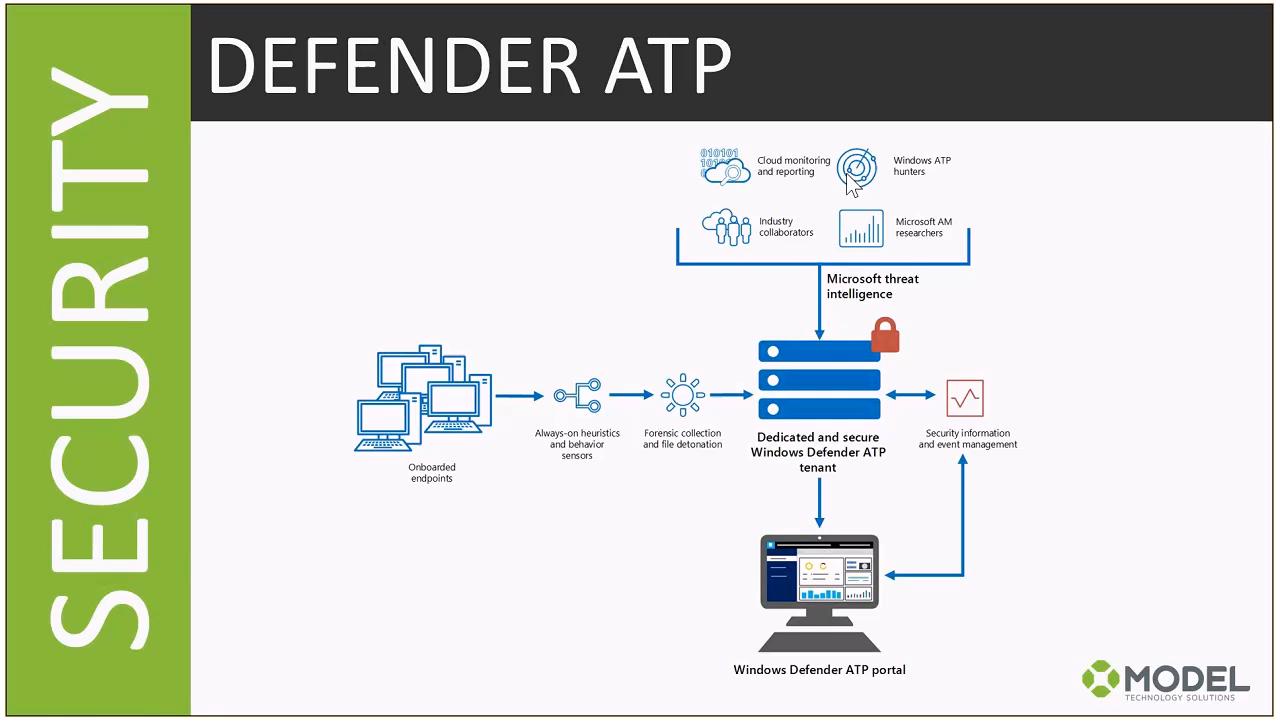 SECURITY
DEFENDER ATP
010101
Cloud monitoring
and reporting
Windows ATP
hunters
Industry
collaborators
Microsoft AM
researchers
Microsoft threat
intelligence
Always-on heuristics
and behavior
sensors
Forensic collection
and file detonation
Dedicated and secure
Windows Defender ATP
tenant
Security information
and event management
Onboarded
endpoints
Windows Defender ATP portal
MODEL
TECHNOLOGY SOLUTIONS